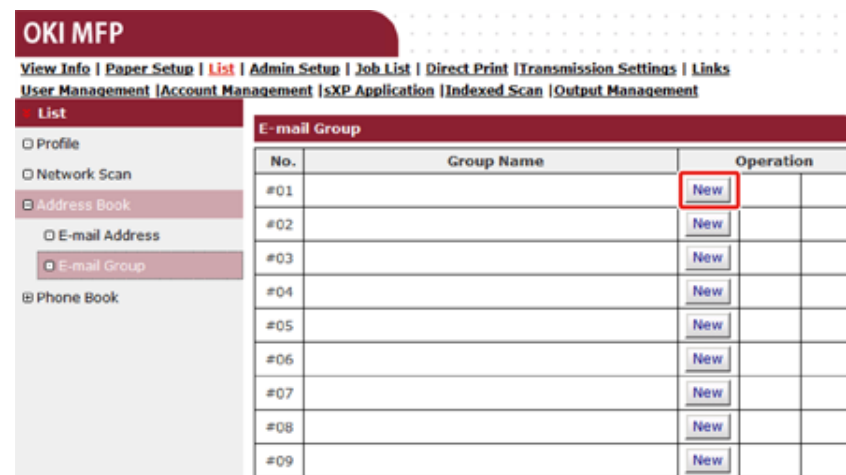 OKI MFP
View Info | Paper Setup | List | Admin Setup | Job List | Direct Print |Transmission Settings | Links
User Management |Account Management |sXP Application |Indexed Scan |Output Management
List
Profile
Network Scan
Address Book
E-mail Address
E-mail Group
Phone Book
E-mail Group
No. Group Name Operation
#01 New
#02 New
#03 New
#04 New
#05 New
#06 New
#07 New
#08 New
#09 New